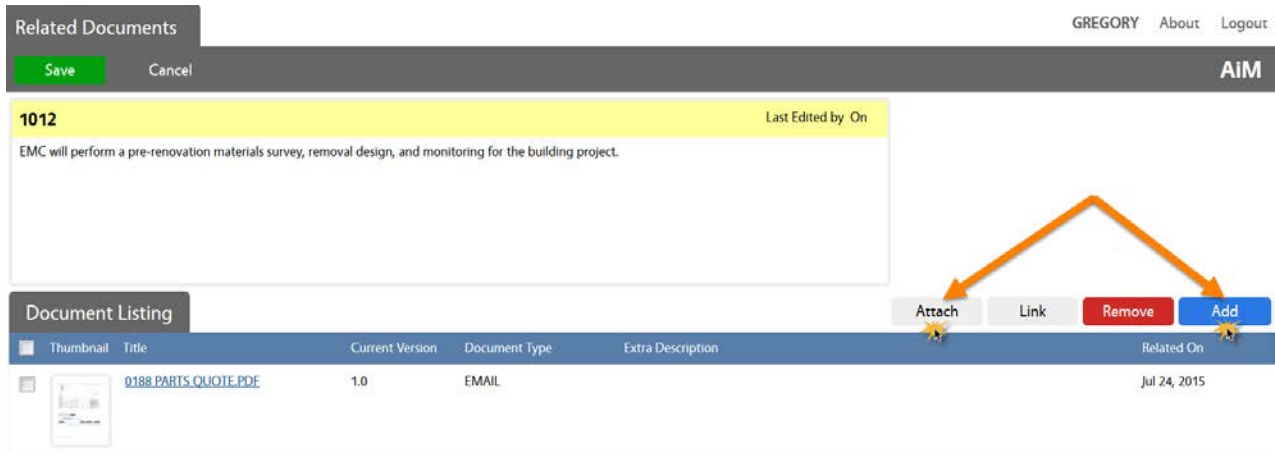 Related Documents
GREGORY About Logout
Save Cancel AiM
1012 Last Edited by On
EMC will perform a pre-renovation materials survey, removal design, and monitoring for the building project.
Document Listing Attach Link Remove Add
Thumbnail Title Current Version Document Type Extra Description Related On
0188 PARTS QUOTE.PDF 1.0 EMAIL Jul 24, 2015